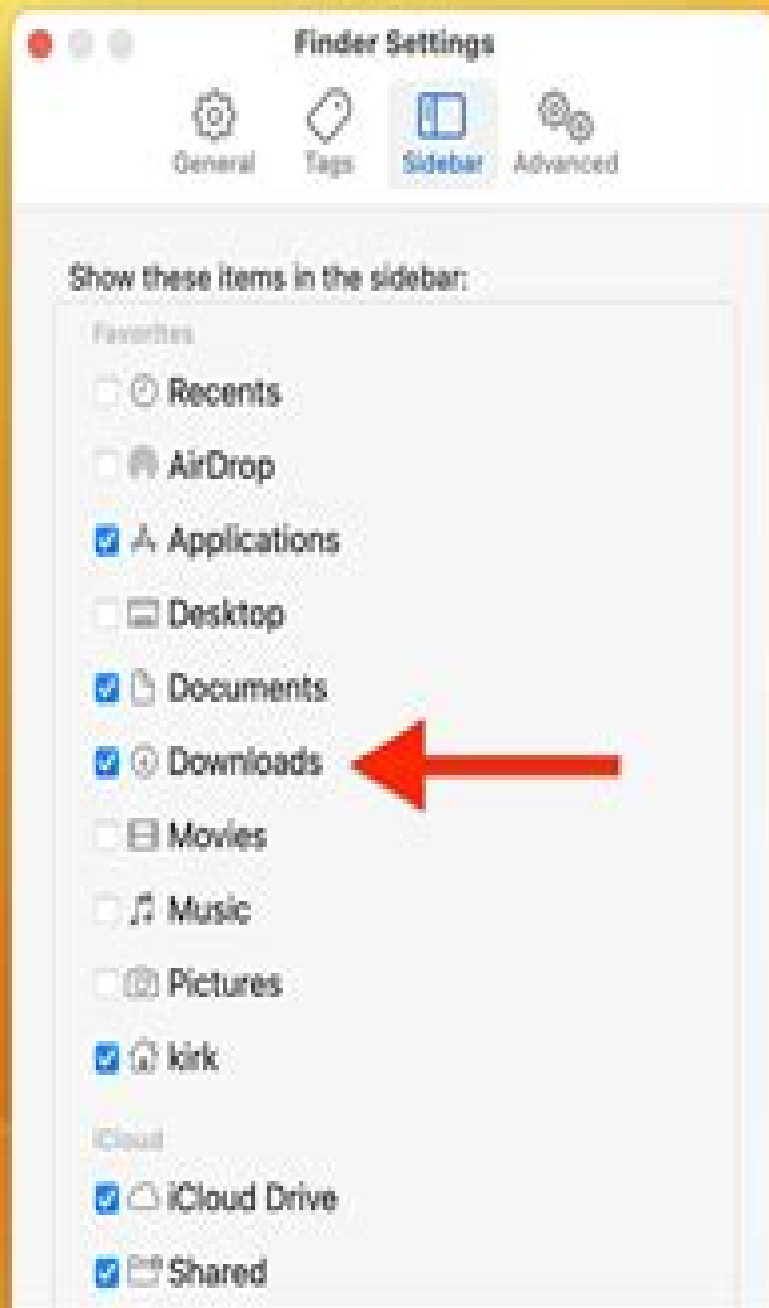 Finder Settings
General Tags Sidebar Advanced
Show these items in the sidebar:
Favorites
Recents
AirDrop
Applications
Desktop
Documents
Downloads
Movies
Music
Pictures
kirk
iCloud
iCloud Drive
Shared